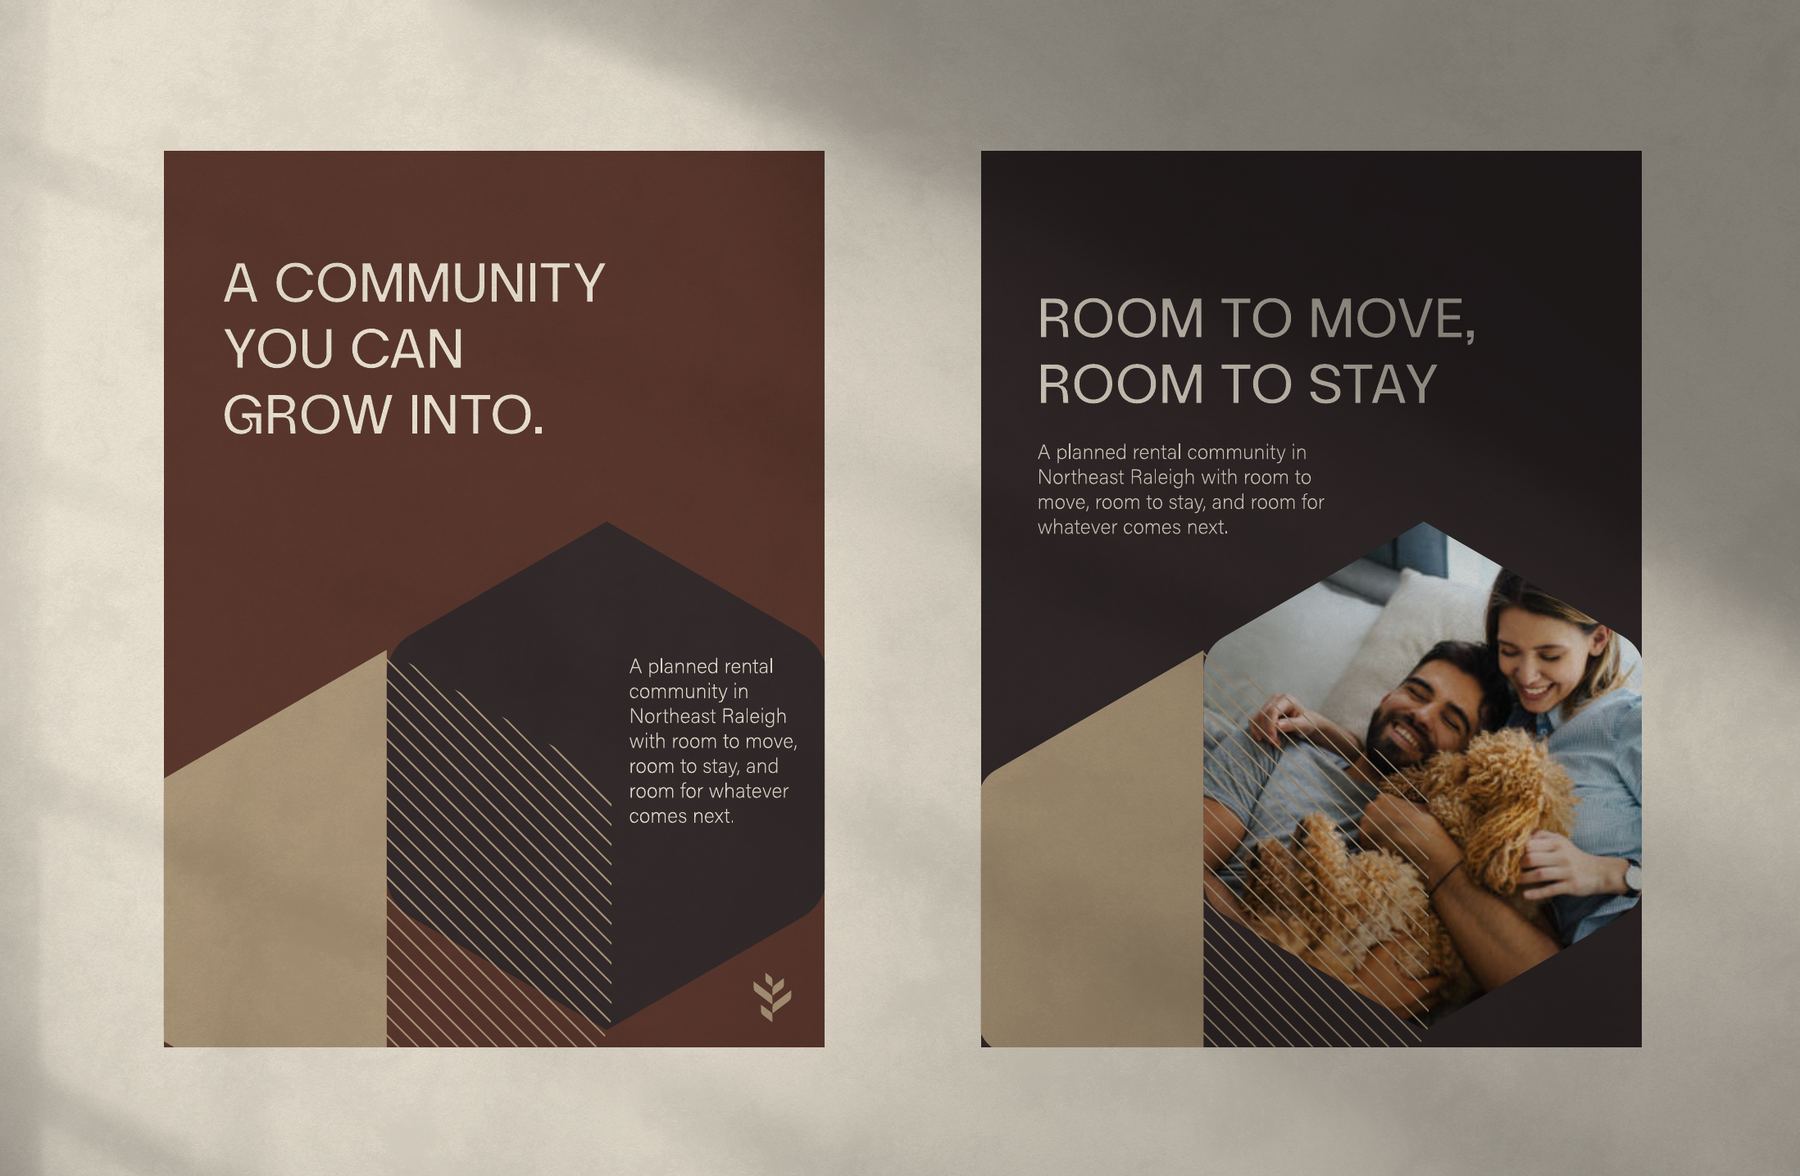 A COMMUNITY
YOU CAN
GROW INTO.
A planned rental
community in
Northeast Raleigh
with room to move,
room to stay, and
room for whatever
comes next.
ROOM TO MOVE,
ROOM TO STAY
A planned rental community in
Northeast Raleigh with room to
move, room to stay, and room for
whatever comes next.